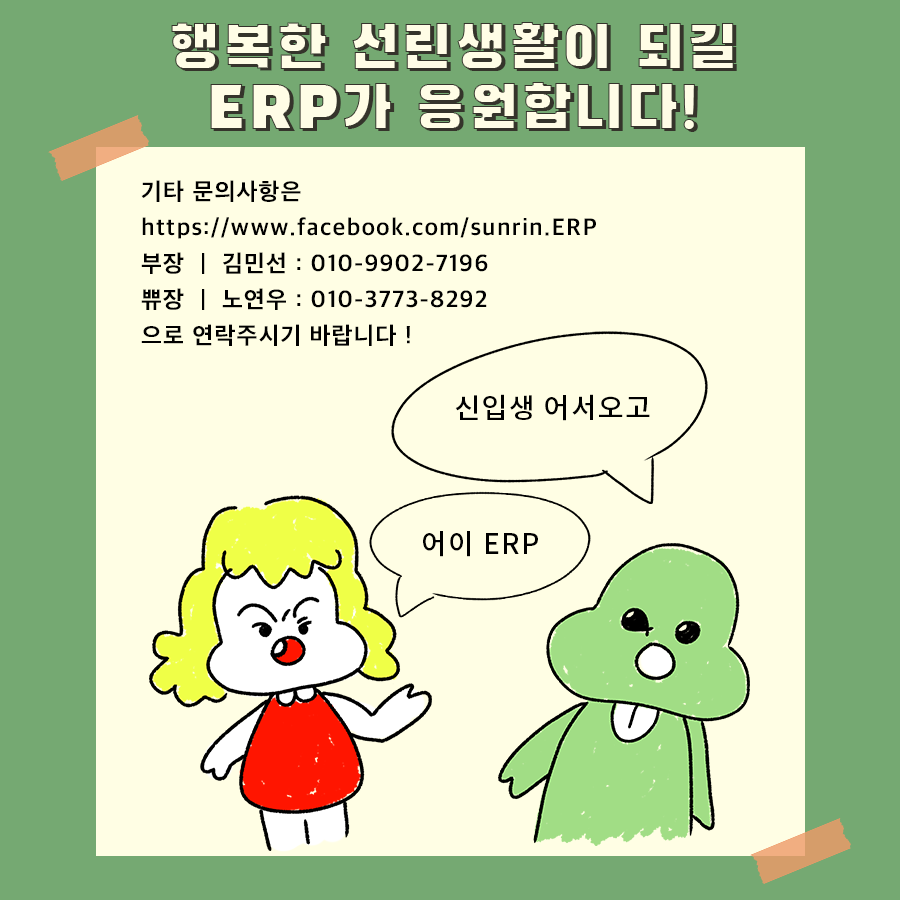 행복한 선린생활이 되길
ERP가 응원합니다!
기타 문의사항은
https://www.facebook.com/sunrin.ERP
부장 | 김민선 : 010-9902-7196
쀼장 | 노연우 : 010-3773-8292
으로 연락주시기 바랍니다 !
신입생 어서오고
어이 ERP